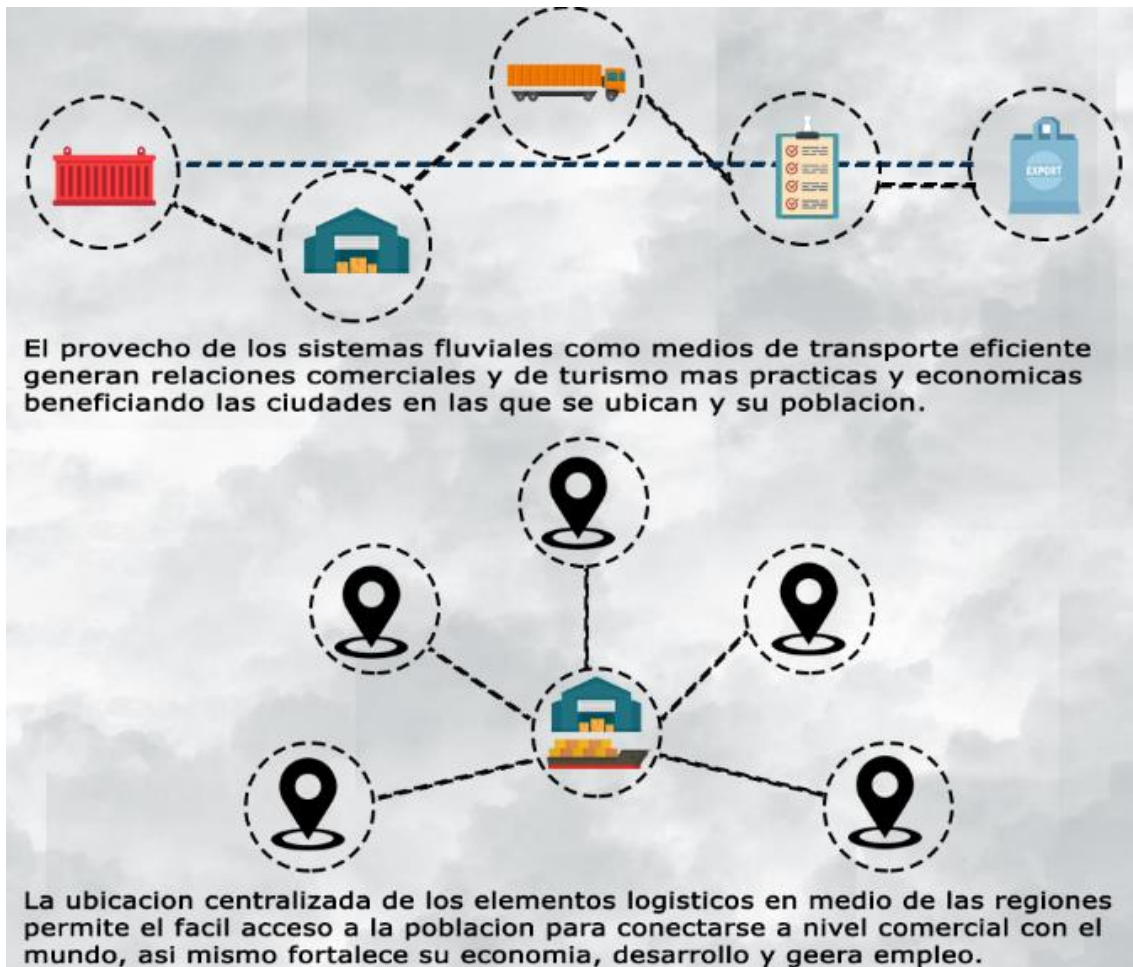 EXPORT
El provecho de los sistemas fluviales como medios de transporte eficiente
generan relaciones comerciales y de turismo mas practicas y economicas
beneficiando las ciudades en las que se ubican y su poblacion.
La ubicacion centralizada de los elementos logisticos en medio de las regiones
permite el facil acceso a la poblacion para conectarse a nivel comercial con el
mundo, asi mismo fortalece su economia, desarrollo y geera empleo.